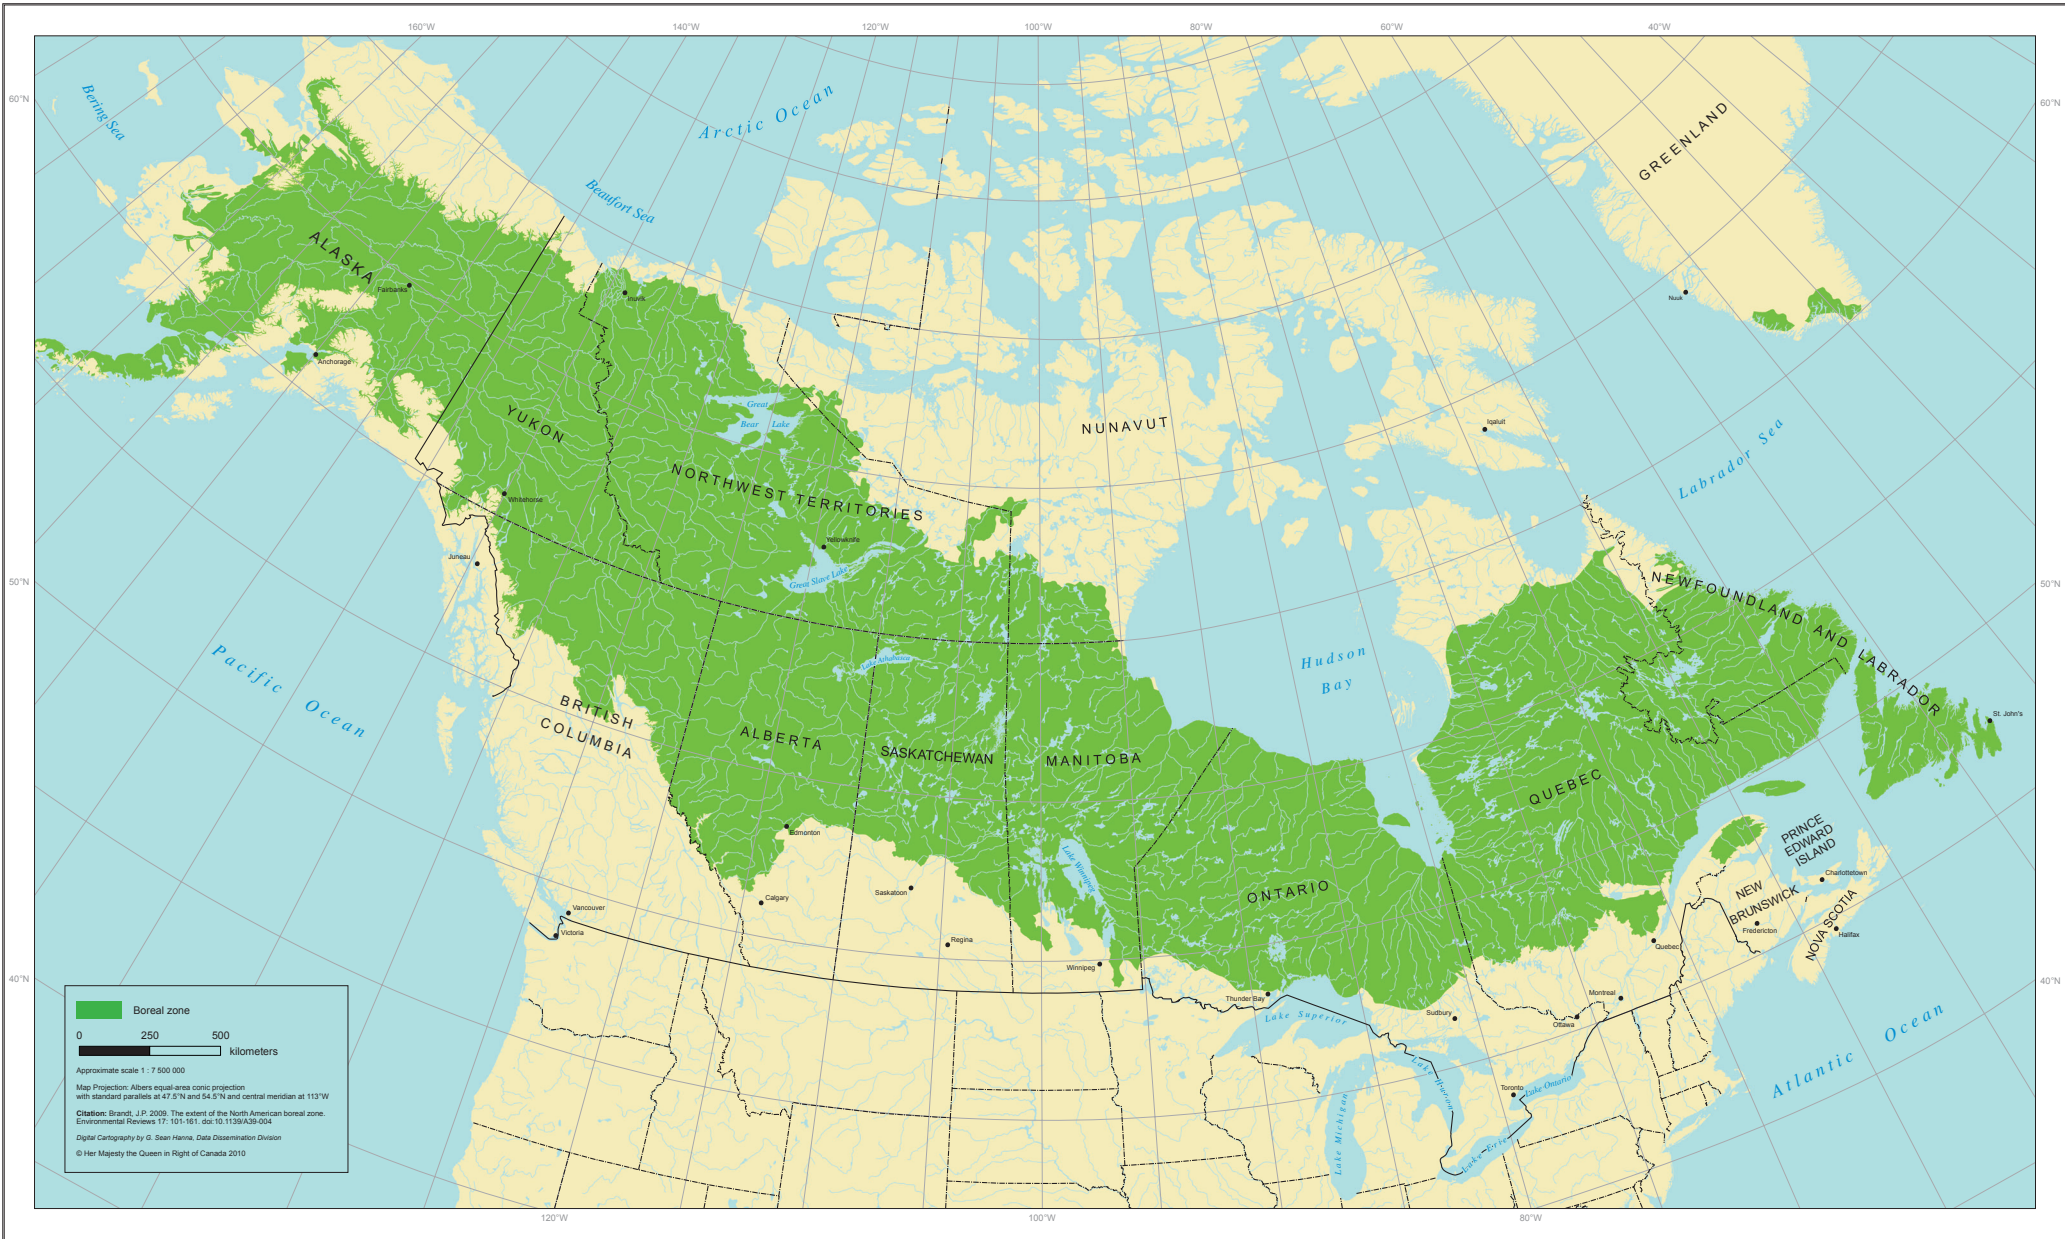 160°W
140°W
120°W
100°W
80°W
60°W
40°W
60°N
60°N
Bering Sea
Arctic Ocean
Beaufort Sea
GREENLAND
ALASKA
Fairbanks
Inuvik
Nuuk
Anchorage
Great
Bear Lake
YUKON
NUNAVUT
Iqaluit
Labrador Sea
NORTHWEST TERRITORIES
Whitehorse
Yellowknife
Juneau
Great Slave Lake
50°N
50°N
NEWFOUNDLAND AND LABRADOR
Pacific Ocean
Lake Athabasca
Hudson
Bay
BRITISH
COLUMBIA
ALBERTA
SASKATCHEWAN
MANITOBA
QUEBEC
St. John's
Edmonton
Lake Winnipeg
PRINCE
EDWARD
ISLAND
Calgary
Saskatoon
ONTARIO
Charlottetown
NEW
BRUNSWICK
NOVA SCOTIA
Vancouver
Victoria
Regina
Fredericton
Halifax
Quebec
Winnipeg
40°N
40°N
Thunder Bay
Montreal
Lake Superior
Sudbury
Ottawa
Atlantic Ocean
Lake Huron
Toronto
Lake Ontario
Lake Michigan
Lake Erie
Boreal zone
0 250 500
kilometers
Approximate scale 1 : 7 500 000
Map Projection: Albers equal-area conic projection
with standard parallels at 47.5°N and 54.5°N and central meridian at 113°W
Citation: Brandt, J.P. 2009. The extent of the North American boreal zone.
Environmental Reviews 17: 101-161. doi:10.1139/A39-004
Digital Cartography by G. Sean Hanna, Data Dissemination Division
© Her Majesty the Queen in Right of Canada 2010
120°W
100°W
80°W